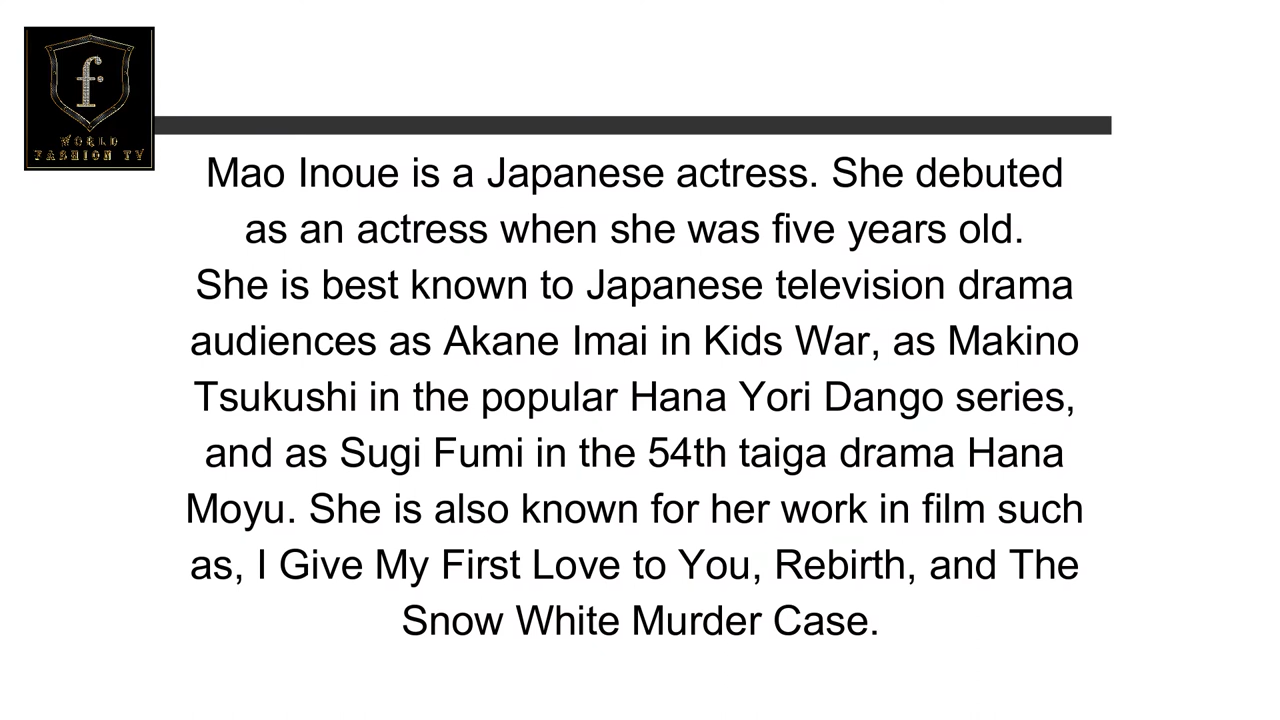 f
WORLD
FASHION TV
Mao Inoue is a Japanese actress. She debuted
as an actress when she was five years old.
She is best known to Japanese television drama
audiences as Akane Imai in Kids War, as Makino
Tsukushi in the popular Hana Yori Dango series,
and as Sugi Fumi in the 54th taiga drama Hana
Moyu. She is also known for her work in film such
as, I Give My First Love to You, Rebirth, and The
Snow White Murder Case.